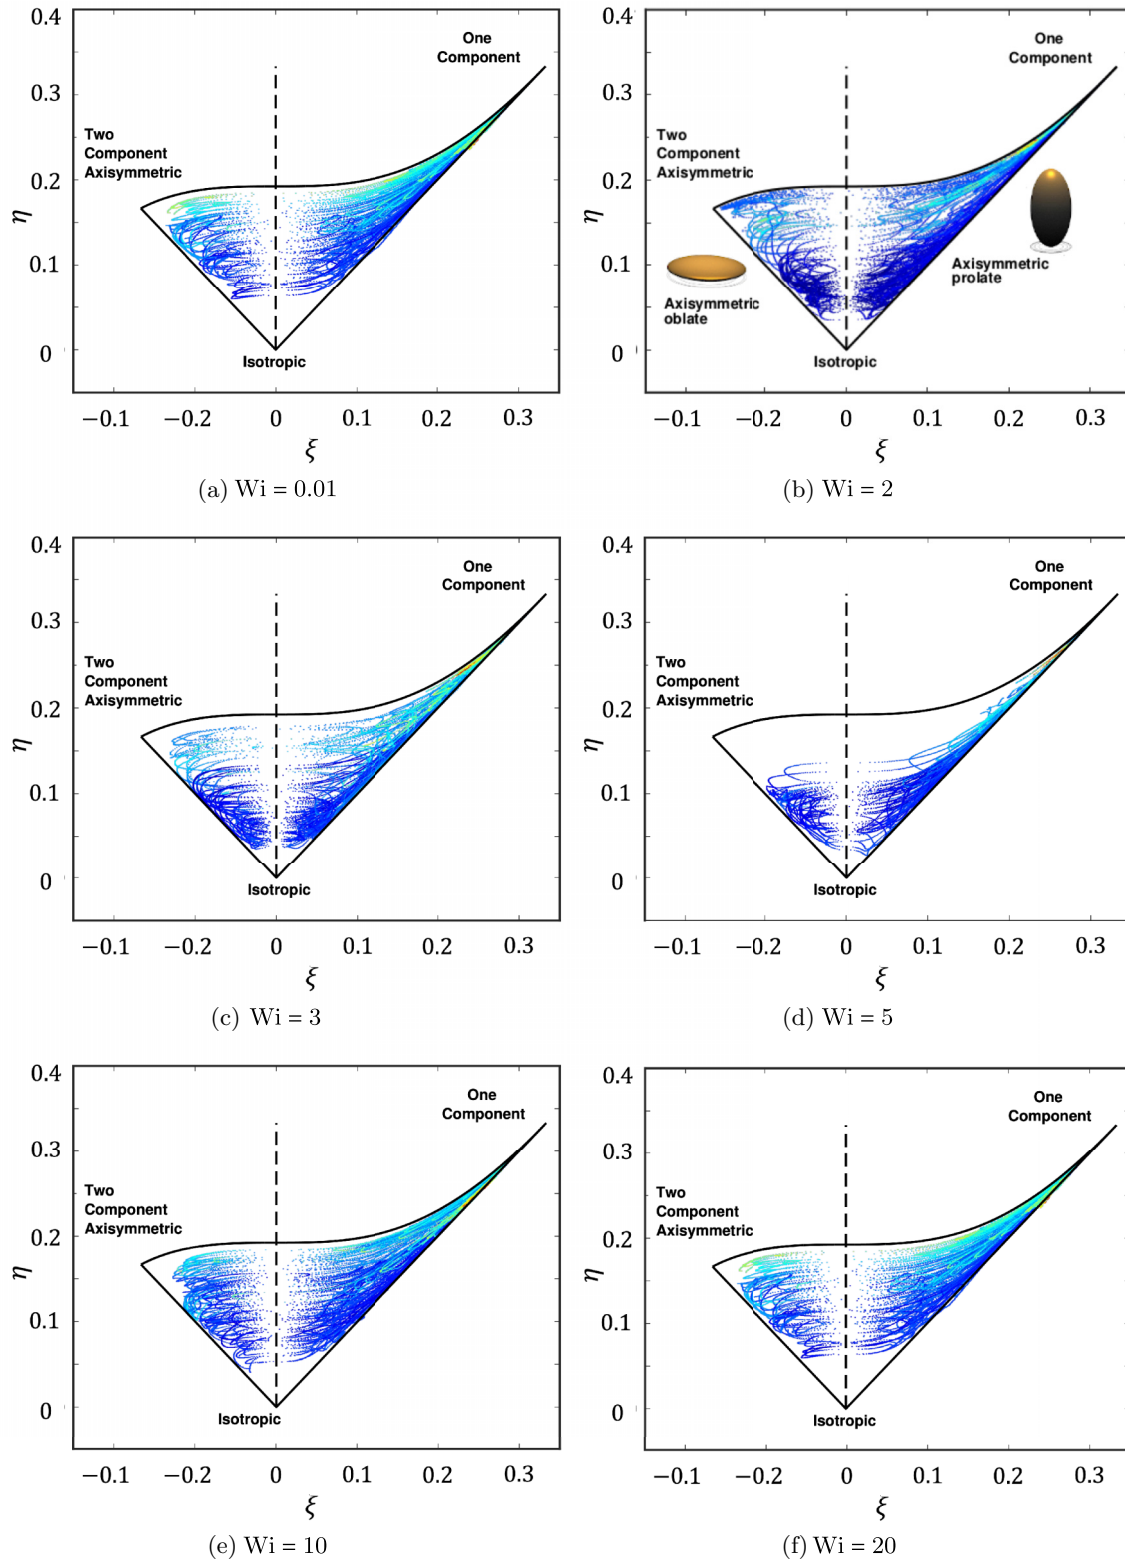 0.4
One
Component
0.3
Two
Component
Axisymmetric
0.2
η
0.1
0
Isotropic
−0.1 −0.2 0 0.1 0.2 0.3
ξ
(a) Wi = 0.01
0.4
One
Component
0.3
Two
Component
Axisymmetric
0.2
η
0.1
Axisymmetric
oblate
Axisymmetric
prolate
0
Isotropic
−0.1 −0.2 0 0.1 0.2 0.3
ξ
(b) Wi = 2
0.4
One
Component
0.3
Two
Component
Axisymmetric
0.2
η
0.1
0
Isotropic
−0.1 −0.2 0 0.1 0.2 0.3
ξ
(c) Wi = 3
0.4
One
Component
0.3
Two
Component
Axisymmetric
0.2
η
0.1
0
Isotropic
−0.1 −0.2 0 0.1 0.2 0.3
ξ
(d) Wi = 5
0.4
One
Component
0.3
Two
Component
Axisymmetric
0.2
η
0.1
0
Isotropic
−0.1 −0.2 0 0.1 0.2 0.3
ξ
(e) Wi = 10
0.4
One
Component
0.3
Two
Component
Axisymmetric
0.2
η
0.1
0
Isotropic
−0.1 −0.2 0 0.1 0.2 0.3
ξ
(f) Wi = 20